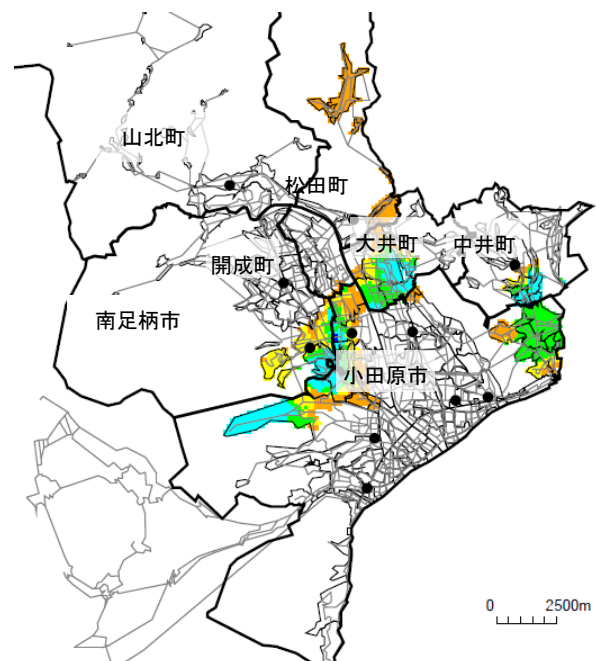 山北町
松田町
大井町
中井町
開成町
南足柄市
小田原市
0 2500m